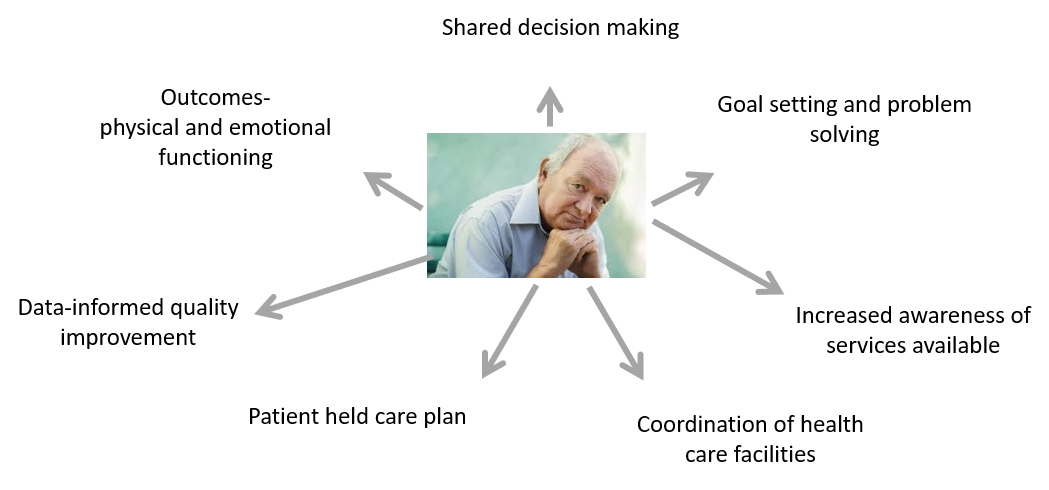 Shared decision making
Outcomes-
physical and emotional
functioning
Goal setting and problem
solving
Data-informed quality
improvement
Increased awareness of
services available
Patient held care plan
Coordination of health
care facilities